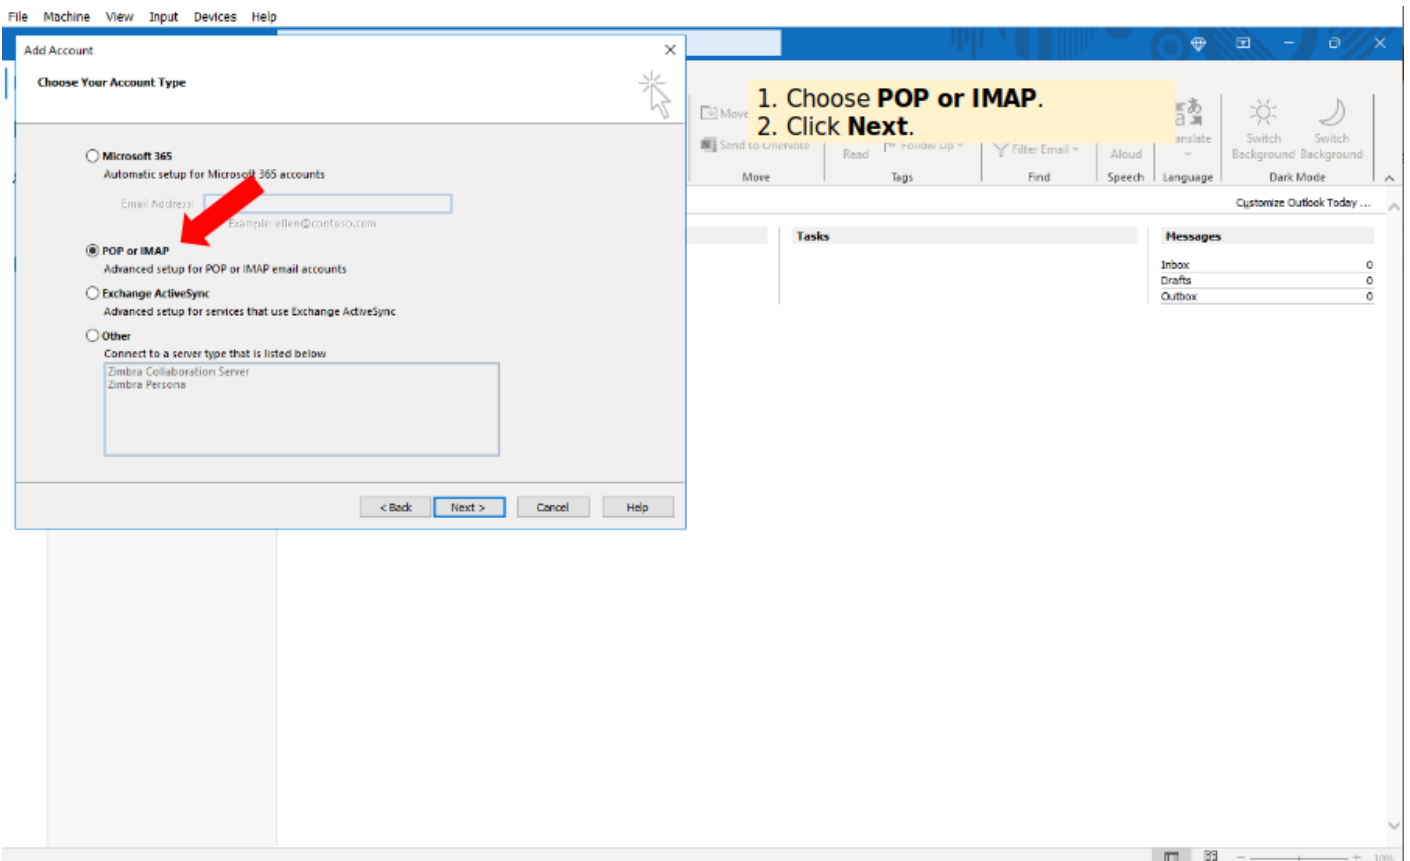 File Machine View Input Devices Help
Add Account
Choose Your Account Type
1. Choose POP or IMAP.
2. Click Next.
Microsoft 365
Automatic setup for Microsoft 365 accounts
Email Address:
Example: ellen@contoso.com
POP or IMAP
Advanced setup for POP or IMAP email accounts
Exchange ActiveSync
Advanced setup for services that use Exchange ActiveSync
Other
Connect to a server type that is listed below
Zimbra Collaboration Server
Zimbra Persona
< Back Next > Cancel Help
Move
Send to OneNote
Move
Read
Follow Up
Tags
Filter Email
Find
Aloud
Speech
anslate
Language
Switch Background
Switch Background
Dark Mode
Customize Outlook Today ...
Tasks
Messages
Inbox 0
Drafts 0
Outbox 0
10%